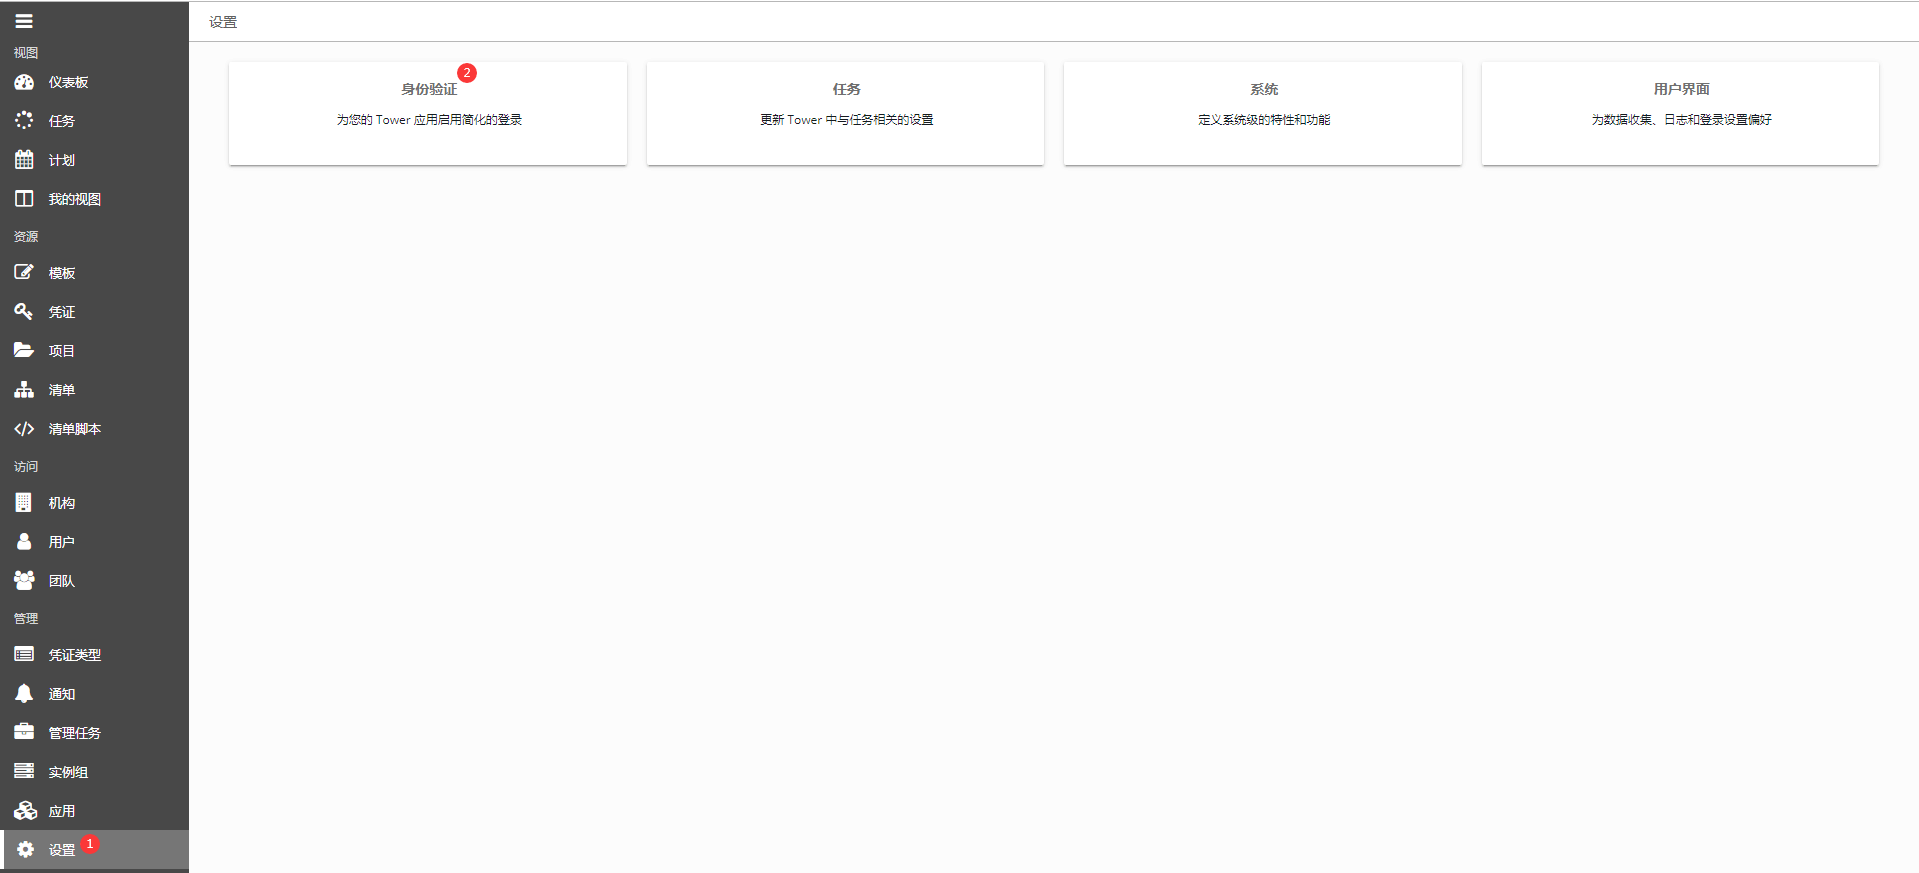 设置
视图
仪表板
任务
计划
我的视图
资源
模板
凭证
项目
清单
清单脚本
访问
机构
用户
团队
管理
凭证类型
通知
管理任务
实例组
应用
设置 1
身份验证 2
为您的 Tower 应用启用简化的登录
任务
更新 Tower 中与任务相关的设置
系统
定义系统级的特性和功能
用户界面
为数据收集、日志和登录设置偏好